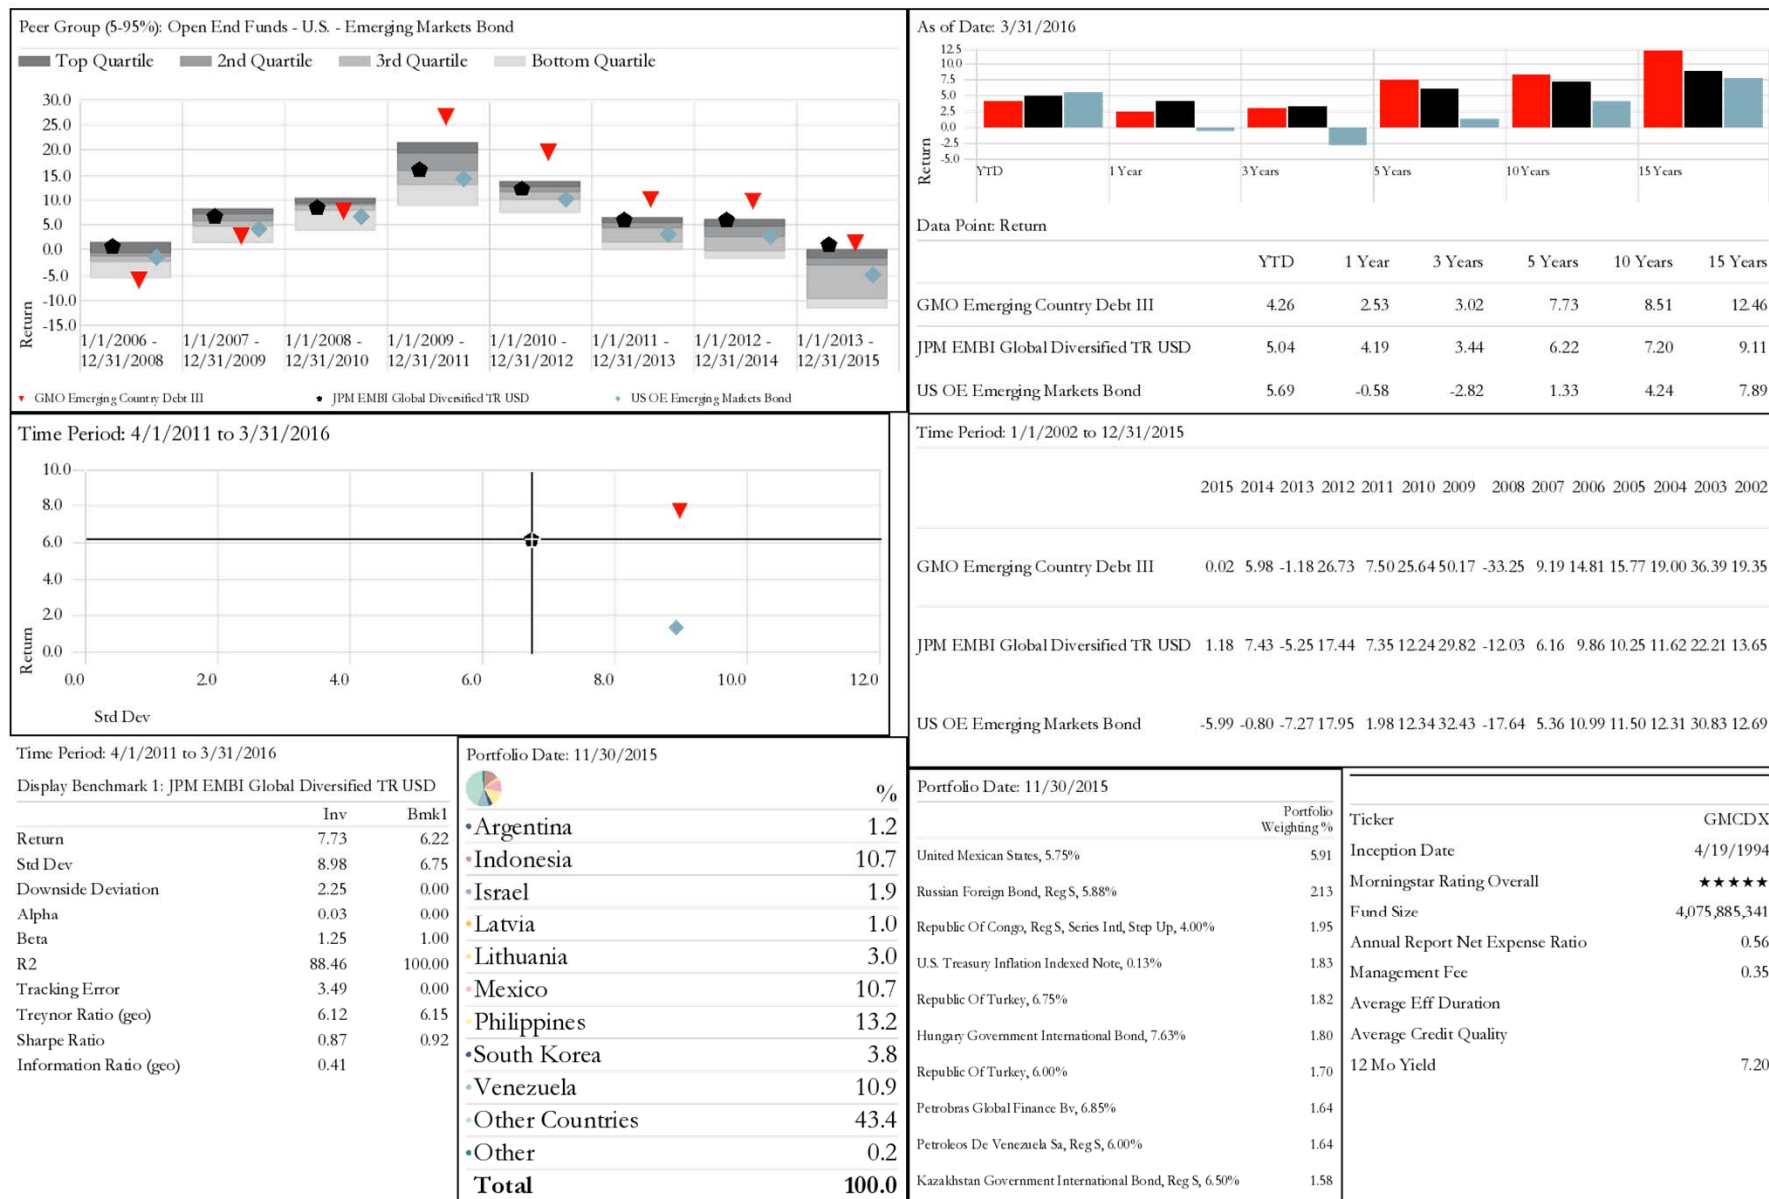 Peer Group (5-95%): Open End Funds - U.S. - Emerging Markets Bond
Top Quartile 2nd Quartile 3rd Quartile Bottom Quartile
30.0
25.0
20.0
15.0
10.0
5.0
0.0
-5.0
-10.0
-15.0
Return
1/1/2006 - 1/1/2007 - 1/1/2008 - 1/1/2009 - 1/1/2010 - 1/1/2011 - 1/1/2012 - 1/1/2013 -
12/31/2008 12/31/2009 12/31/2010 12/31/2011 12/31/2012 12/31/2013 12/31/2014 12/31/2015
GMO Emerging Country Debt III JPM EMBI Global Diversified TR USD US OE Emerging Markets Bond
As of Date: 3/31/2016
12.5
10.0
7.5
5.0
2.5
0.0
-2.5
-5.0
Return
YTD 1 Year 3 Years 5 Years 10 Years 15 Years
Data Point: Return
YTD 1 Year 3 Years 5 Years 10 Years 15 Years
GMO Emerging Country Debt III 4.26 2.53 3.02 7.73 8.51 12.46
JPM EMBI Global Diversified TR USD 5.04 4.19 3.44 6.22 7.20 9.11
US OE Emerging Markets Bond 5.69 -0.58 -2.82 1.33 4.24 7.89
Time Period: 4/1/2011 to 3/31/2016
10.0
8.0
6.0
4.0
2.0
0.0
Return
0.0 2.0 4.0 6.0 8.0 10.0 12.0
Std Dev
Time Period: 1/1/2002 to 12/31/2015
2015 2014 2013 2012 2011 2010 2009 2008 2007 2006 2005 2004 2003 2002
GMO Emerging Country Debt III 0.02 5.98 -1.18 26.73 7.50 25.64 50.17 -33.25 9.19 14.81 15.77 19.00 36.39 19.35
JPM EMBI Global Diversified TR USD 1.18 7.43 -5.25 17.44 7.35 12.24 29.82 -12.03 6.16 9.86 10.25 11.62 22.21 13.65
US OE Emerging Markets Bond -5.99 -0.80 -7.27 17.95 1.98 12.34 32.43 -17.64 5.36 10.99 11.50 12.31 30.83 12.69
Time Period: 4/1/2011 to 3/31/2016
Display Benchmark 1: JPM EMBI Global Diversified TR USD
Inv Bmk1
Return 7.73 6.22
Std Dev 8.98 6.75
Downside Deviation 2.25 0.00
Alpha 0.03 0.00
Beta 1.25 1.00
R2 88.46 100.00
Tracking Error 3.49 0.00
Treynor Ratio (geo) 6.12 6.15
Sharpe Ratio 0.87 0.92
Information Ratio (geo) 0.41
Portfolio Date: 11/30/2015
%
Argentina 1.2
Indonesia 10.7
Israel 1.9
Latvia 1.0
Lithuania 3.0
Mexico 10.7
Philippines 13.2
South Korea 3.8
Venezuela 10.9
Other Countries 43.4
Other 0.2
Total 100.0
Portfolio Date: 11/30/2015
Portfolio
Weighting %
United Mexican States, 5.75% 5.91
Russian Foreign Bond, Reg S, 5.88% 213
Republic Of Congo, Reg S, Series Intl, Step Up, 4.00% 1.95
U.S. Treasury Inflation Indexed Note, 0.13% 1.83
Republic Of Turkey, 6.75% 1.82
Hungary Government International Bond, 7.63% 1.80
Republic Of Turkey, 6.00% 1.70
Petrobras Global Finance Bv, 6.85% 1.64
Petroleos De Venezuela Sa, Reg S, 6.00% 1.64
Kazakhstan Government International Bond, Reg S, 6.50% 1.58
Ticker GMCDX
Inception Date 4/19/1994
Morningstar Rating Overall ★★★★★
Fund Size 4,075,885,341
Annual Report Net Expense Ratio 0.56
Management Fee 0.35
Average Eff Duration
Average Credit Quality
12 Mo Yield 7.20